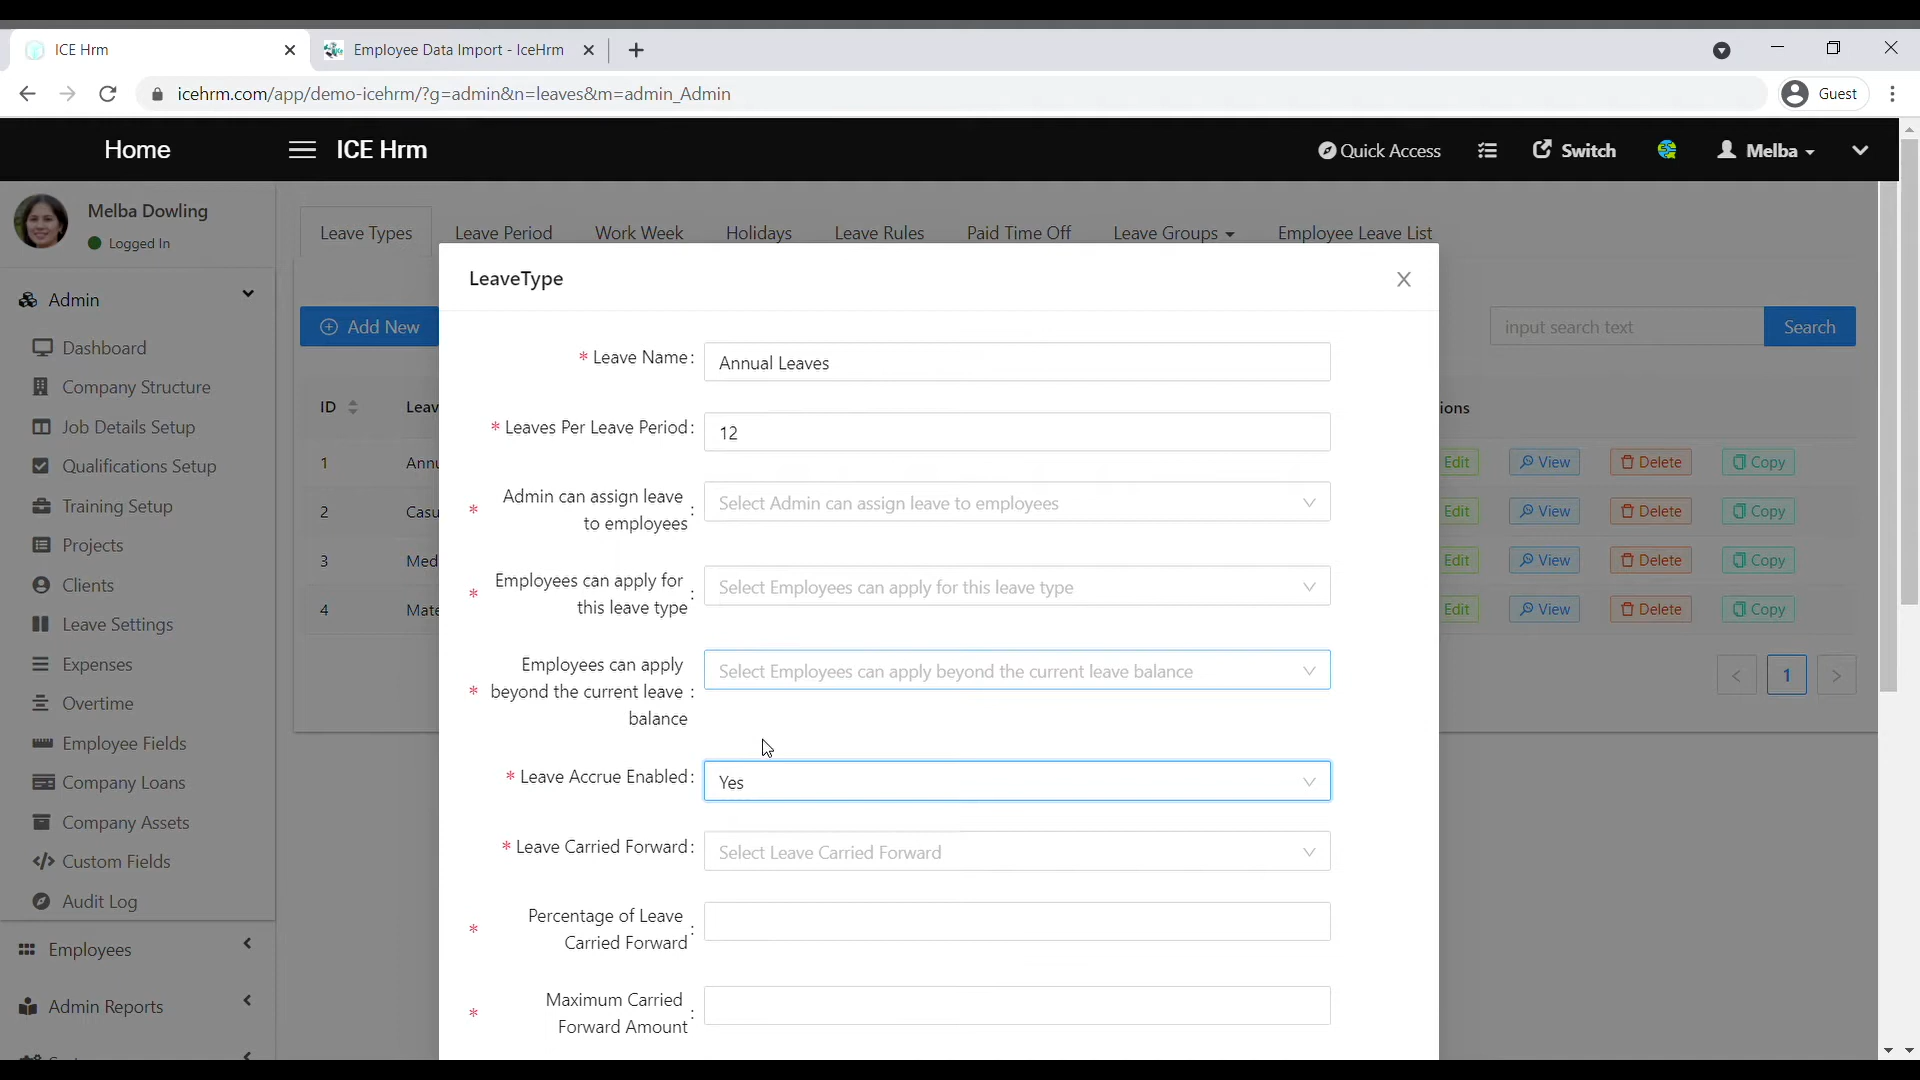 ICE Hrm
Employee Data Import - IceHrm
icehrm.com/app/demo-icehrm/?g=admin&n=leaves&m=admin_Admin
Guest
Home
ICE Hrm
Quick Access
Switch
Melba
Melba Dowling
Logged In
Admin
Dashboard
Company Structure
Job Details Setup
Qualifications Setup
Training Setup
Projects
Clients
Leave Settings
Expenses
Overtime
Employee Fields
Company Loans
Company Assets
Custom Fields
Audit Log
Employees
Admin Reports
Leave Types
Leave Period
Work Week
Holidays
Leave Rules
Paid Time Off
Leave Groups
Employee Leave List
Add New
input search text
Search
ID
Leav
ions
1
Annu
Edit
View
Delete
Copy
2
Casu
Edit
View
Delete
Copy
3
Med
Edit
View
Delete
Copy
4
Mate
Edit
View
Delete
Copy
< 1 >
LeaveType
* Leave Name: Annual Leaves
* Leaves Per Leave Period: 12
* Admin can assign leave
to employees :
Select Admin can assign leave to employees
* Employees can apply for
this leave type :
Select Employees can apply for this leave type
* Employees can apply
beyond the current leave :
balance
Select Employees can apply beyond the current leave balance
* Leave Accrue Enabled: Yes
* Leave Carried Forward: Select Leave Carried Forward
* Percentage of Leave
Carried Forward :
* Maximum Carried
Forward Amount :